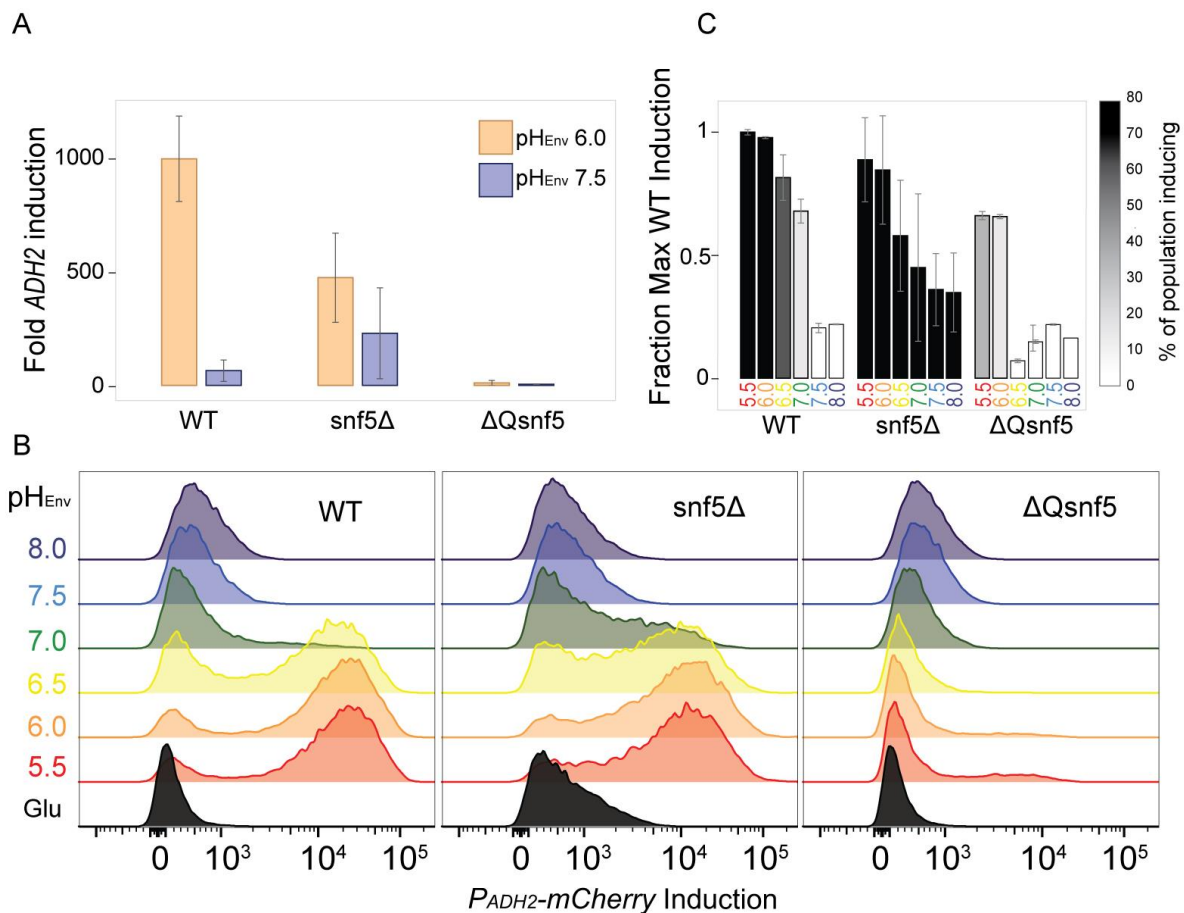 A
Fold ADH2 induction
1000
500
0
pHEnv 6.0
pHEnv 7.5
WT
snf5Δ
ΔQsnf5
C
Fraction Max WT Induction
1
0.5
0
5.5 6.0 6.5 7.0 7.5 8.0
5.5 6.0 6.5 7.0 7.5 8.0
5.5 6.0 6.5 7.0 7.5 8.0
WT
snf5Δ
ΔQsnf5
80
70
60
50
40
30
20
10
0
% of population inducing
B
pHEnv
8.0
7.5
7.0
6.5
6.0
5.5
Glu
WT
snf5Δ
ΔQsnf5
0 10³ 10⁴ 10⁵
0 10³ 10⁴ 10⁵
0 10³ 10⁴ 10⁵
PADH2-mCherry Induction